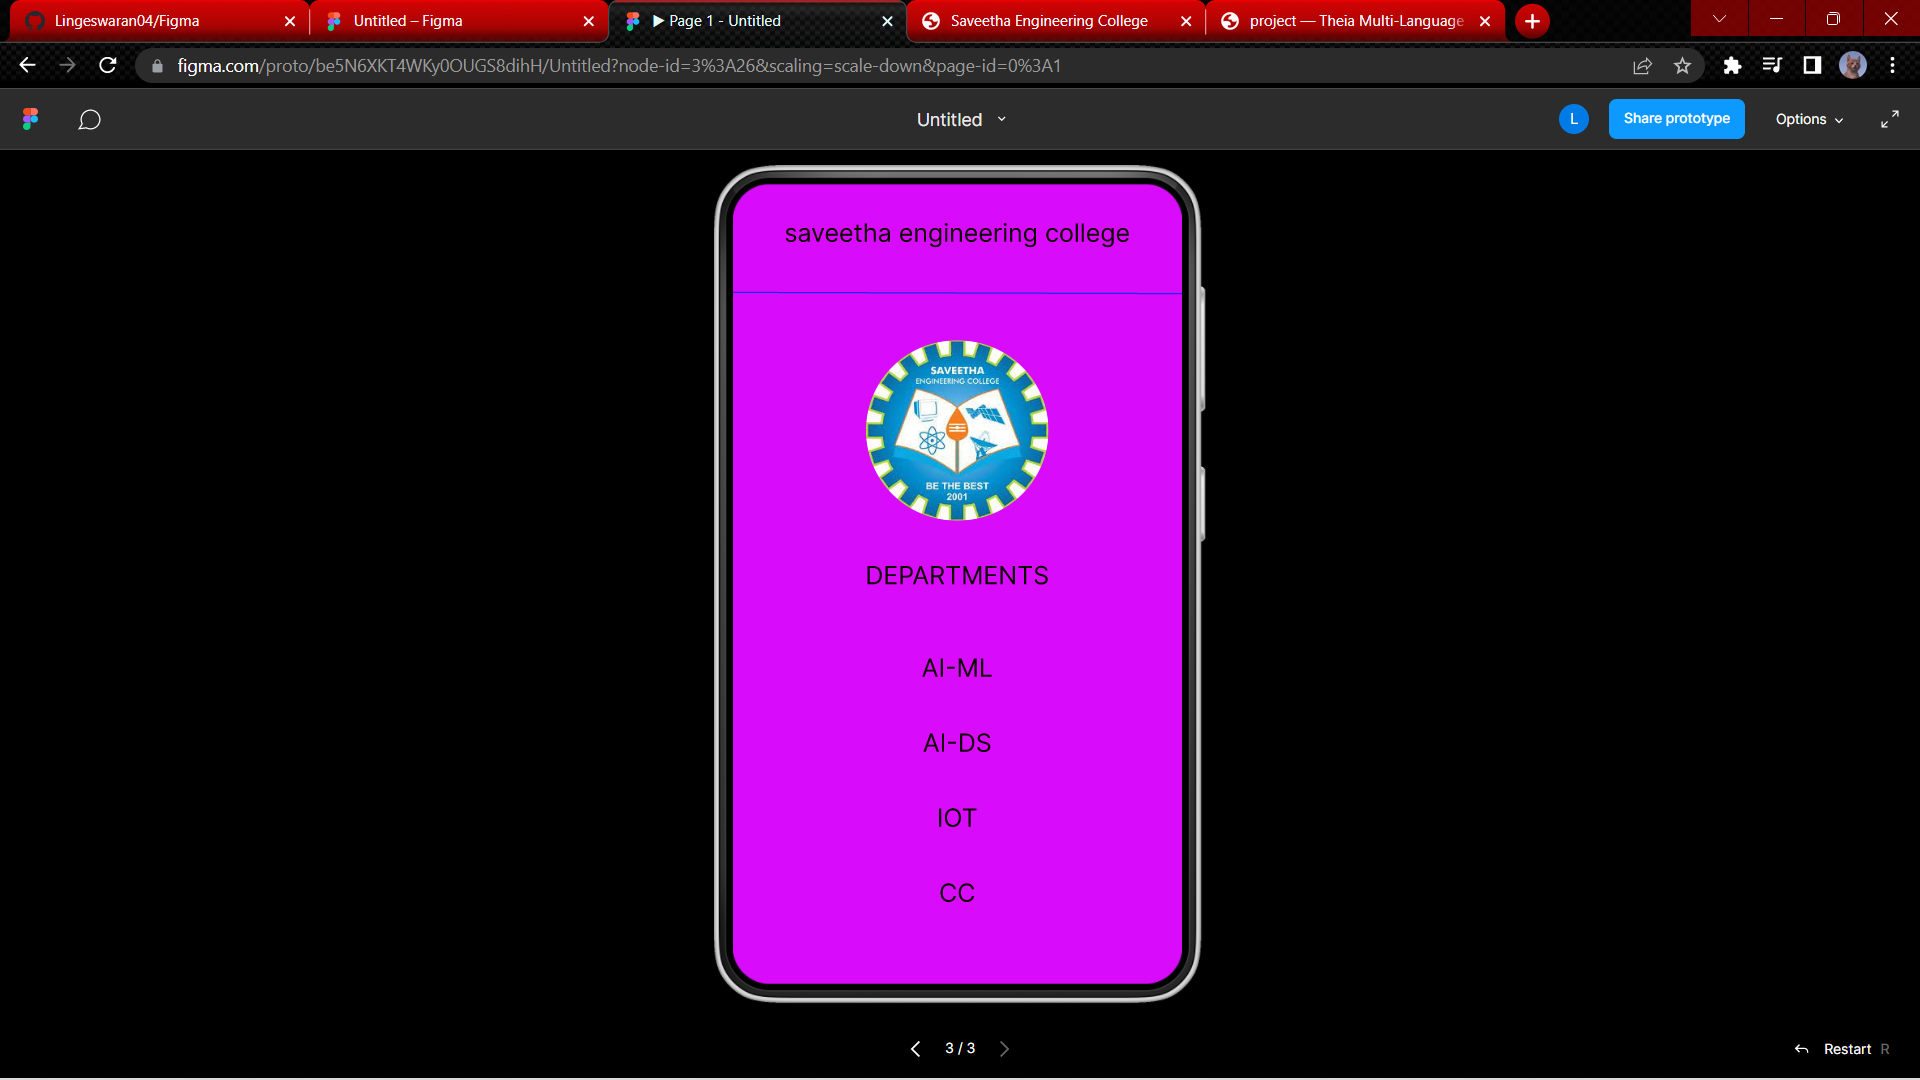 Lingeswaran04/Figma
Untitled – Figma
▶ Page 1 - Untitled
Saveetha Engineering College
project — Theia Multi-Language
figma.com/proto/be5N6XKT4WKy0OUGS8dihH/Untitled?node-id=3%3A26&scaling=scale-down&page-id=0%3A1
Untitled
L
Share prototype
Options
saveetha engineering college
SAVEETHA
ENGINEERING COLLEGE
BE THE BEST
2001
DEPARTMENTS
AI-ML
AI-DS
IOT
CC
3 / 3
Restart R